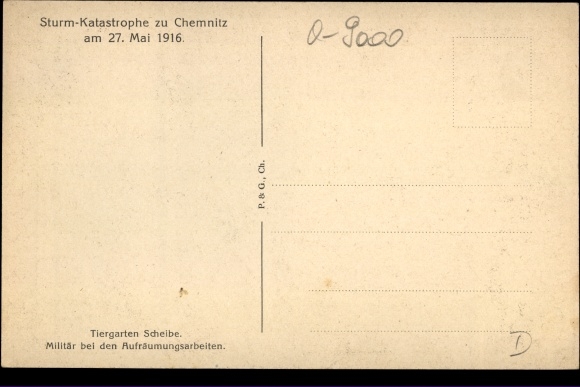 Sturm-Katastrophe zu Chemnitz
am 27. Mai 1916.
O-9000
P. & G., Ch.
Tiergarten Scheibe.
Militär bei den Aufräumungsarbeiten.